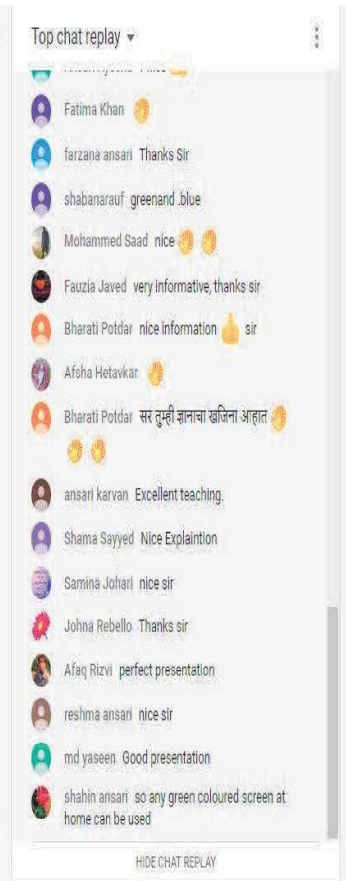 Top chat replay
Fatima Khan 👏
farzana ansari Thanks Sir
shabanarauf greenand .blue
Mohammed Saad nice 👏 👏
Fauzia Javed very informative, thanks sir
Bharati Potdar nice information 👍 sir
Afsha Hetavkar 👏
Bharati Potdar सर तुम्ही ज्ञानाचा खजिना आहात 👏
👏 👏
ansari karvan Excellent teaching.
Shama Sayyed Nice Explaintion
Samina Johari nice sir
Johna Rebello Thanks sir
Afaq Rizvi perfect presentation
reshma ansari nice sir
md yaseen Good presentation
shahin ansari so any green coloured screen at
home can be used
HIDE CHAT REPLAY